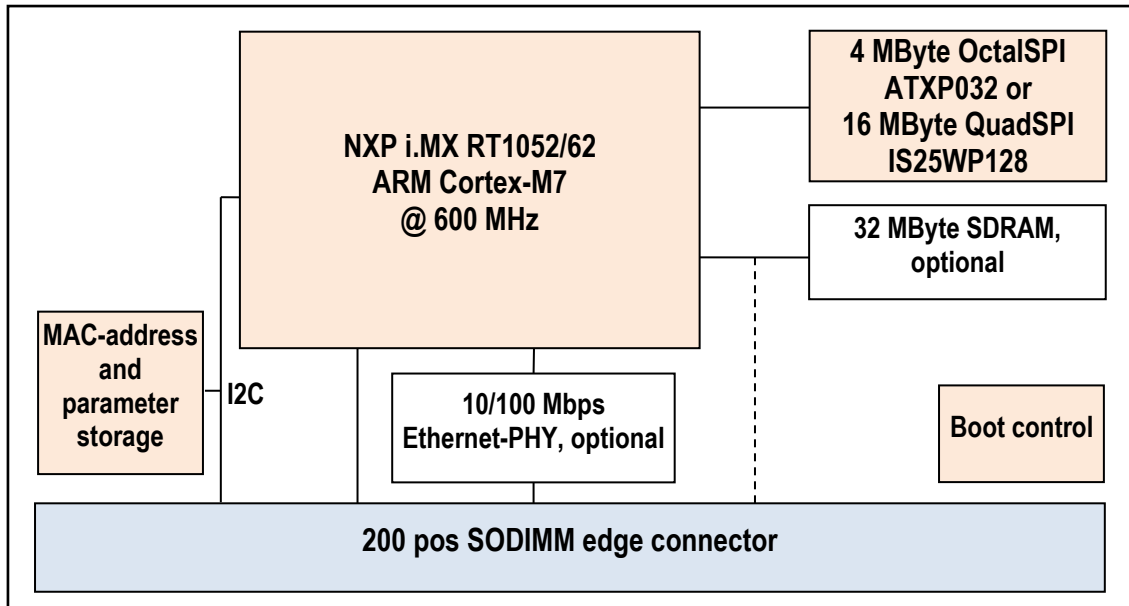 NXP i.MX RT1052/62
ARM Cortex-M7
@ 600 MHz
4 MByte OctalSPI
ATXP032 or
16 MByte QuadSPI
IS25WP128
32 MByte SDRAM,
optional
MAC-address
and
parameter
storage
I2C
10/100 Mbps
Ethernet-PHY, optional
Boot control
200 pos SODIMM edge connector